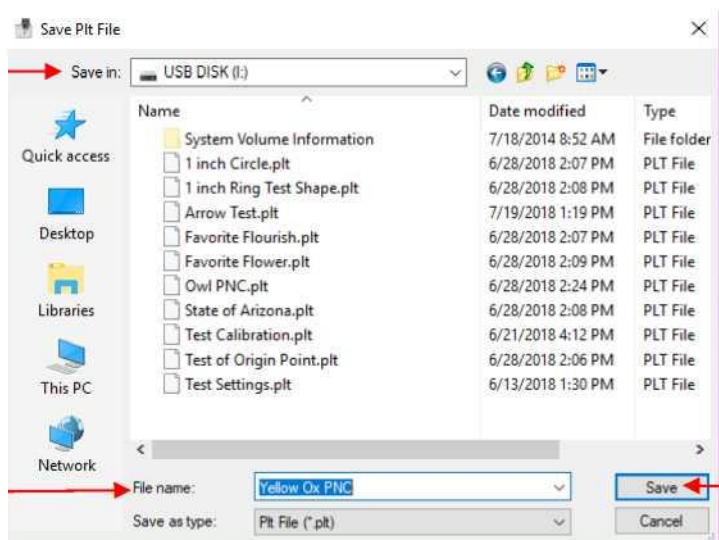 Save Plt File
Save in: USB DISK (I:)
Name Date modified Type
System Volume Information 7/18/2014 8:52 AM File folder
1 inch Circle.plt 6/28/2018 2:07 PM PLT File
1 inch Ring Test Shape.plt 6/28/2018 2:08 PM PLT File
Arrow Test.plt 7/19/2018 1:19 PM PLT File
Favorite Flourish.plt 6/28/2018 2:07 PM PLT File
Favorite Flower.plt 6/28/2018 2:09 PM PLT File
Owl PNC.plt 6/28/2018 2:24 PM PLT File
State of Arizona.plt 6/28/2018 2:08 PM PLT File
Test Calibration.plt 6/21/2018 4:12 PM PLT File
Test of Origin Point.plt 6/28/2018 2:06 PM PLT File
Test Settings.plt 6/13/2018 1:30 PM PLT File
Quick access
Desktop
Libraries
This PC
Network
File name: Yellow Ox PNC Save
Save as type: Plt File (*.plt) Cancel